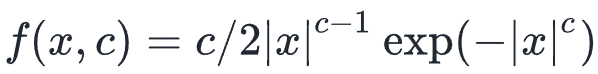 f(x, c) = c/2|x|^{c−1} exp(−|x|^c)